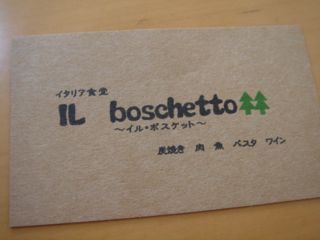 イタリア食堂
IL boschetto
～イル・ボスケット～
炭焼き 肉 魚 パスタ ワイン